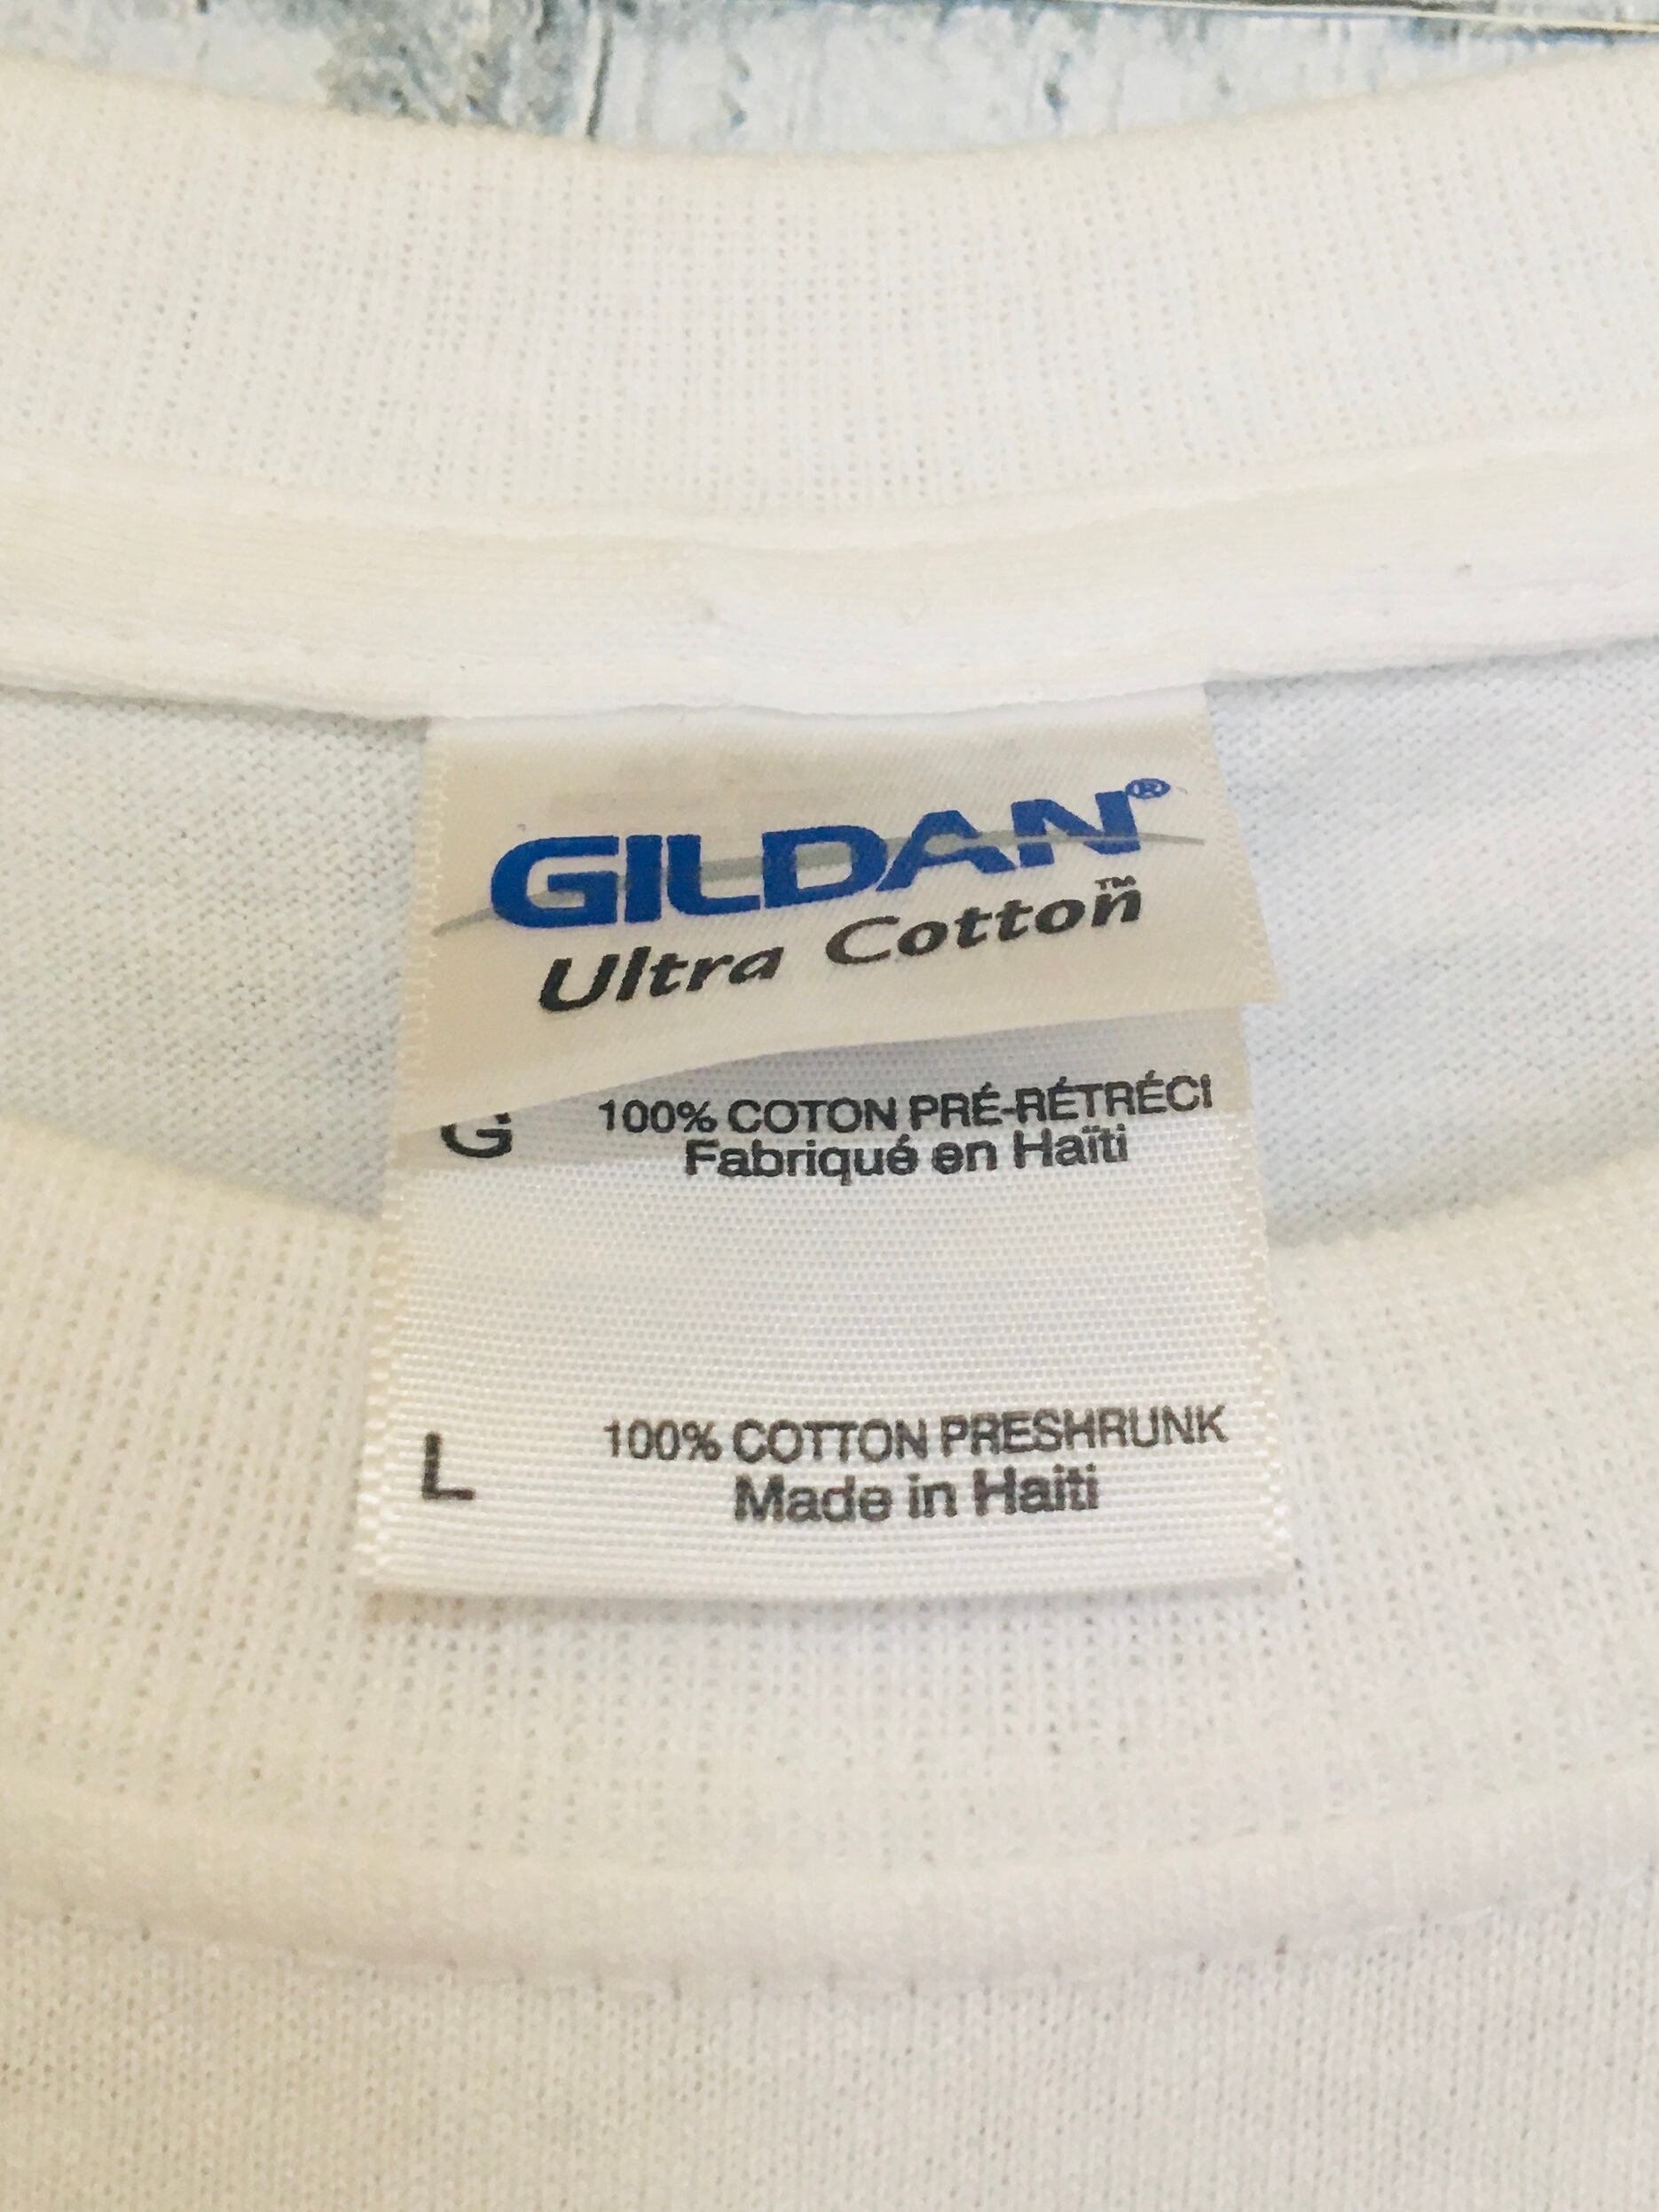 GILDAN®
Ultra Cotton™
G 100% COTON PRÉ-RÉTRÉCI
Fabriqué en Haïti
L 100% COTTON PRESHRUNK
Made in Haiti